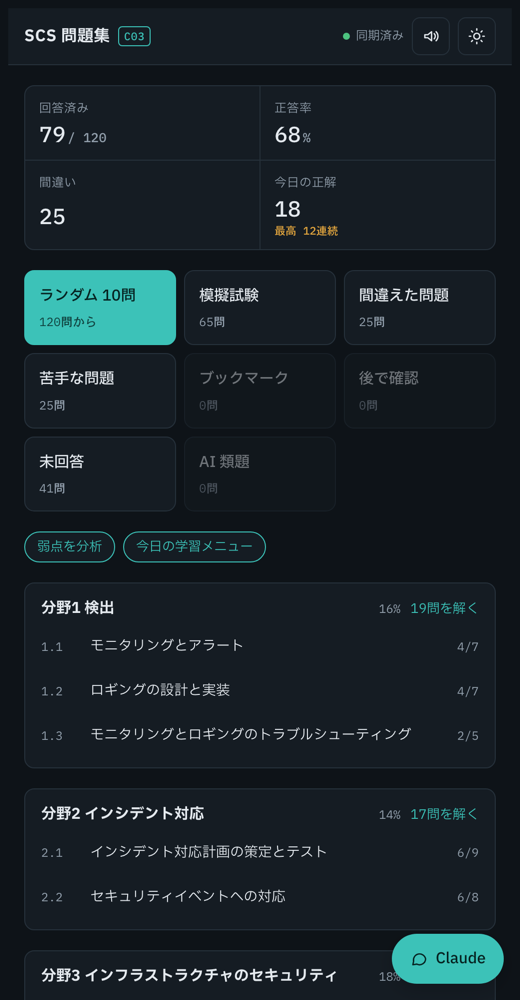 SCS 問題集 C03 同期済み
回答済み
79 / 120
正答率
68%
間違い
25
今日の正解
18
最高 12連続
ランダム 10問
120問から
模擬試験
65問
間違えた問題
25問
苦手な問題
25問
ブックマーク
0問
後で確認
0問
未回答
41問
AI 類題
0問
弱点を分析 今日の学習メニュー
分野1 検出 16% 19問を解く
1.1 モニタリングとアラート 4/7
1.2 ロギングの設計と実装 4/7
1.3 モニタリングとロギングのトラブルシューティング 2/5
分野2 インシデント対応 14% 17問を解く
2.1 インシデント対応計画の策定とテスト 6/9
2.2 セキュリティイベントへの対応 6/8
分野3 インフラストラクチャのセキュリティ 18%
Claude